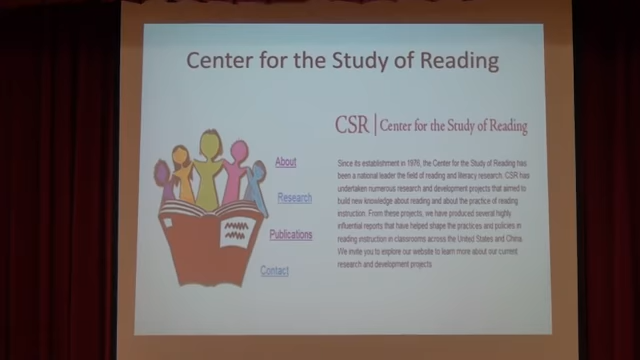 Center for the Study of Reading
CSR | Center for the Study of Reading
About
Research
Publications
Contact
Since its establishment in 1976, the Center for the Study of Reading has
been a national leader the field of reading and literacy research. CSR has
undertaken numerous research and development projects that aimed to
build new knowledge about reading and about the practice of reading
instruction. From these projects, we have produced several highly
influential reports that have helped shape the practices and policies in
reading instruction in classrooms across the United States and China.
We invite you to explore our website to learn more about our current
research and development projects